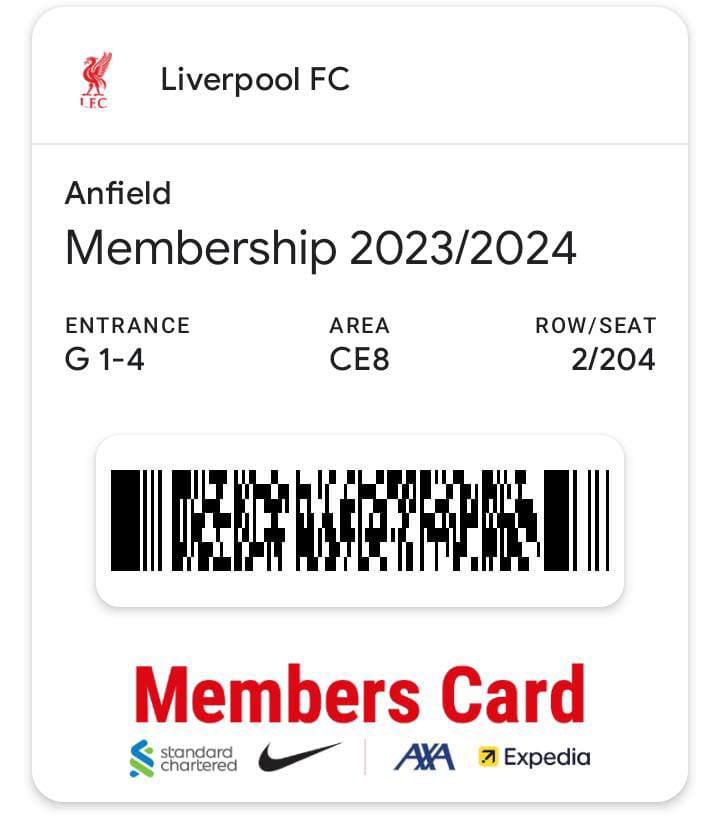 L.F.C
Liverpool FC
Anfield
Membership 2023/2024
ENTRANCE AREA ROW/SEAT
G 1-4 CE8 2/204
Members Card
standard chartered AXA Expedia